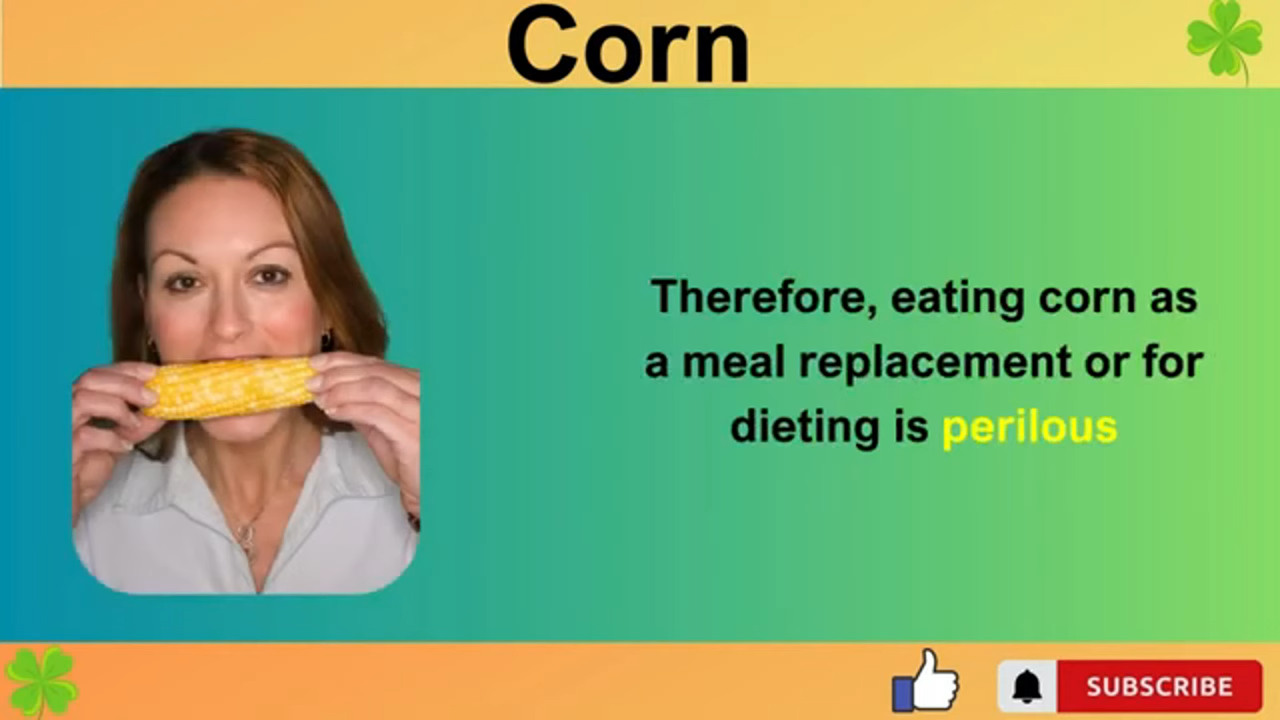 Corn
Therefore, eating corn as
a meal replacement or for
dieting is perilous
SUBSCRIBE